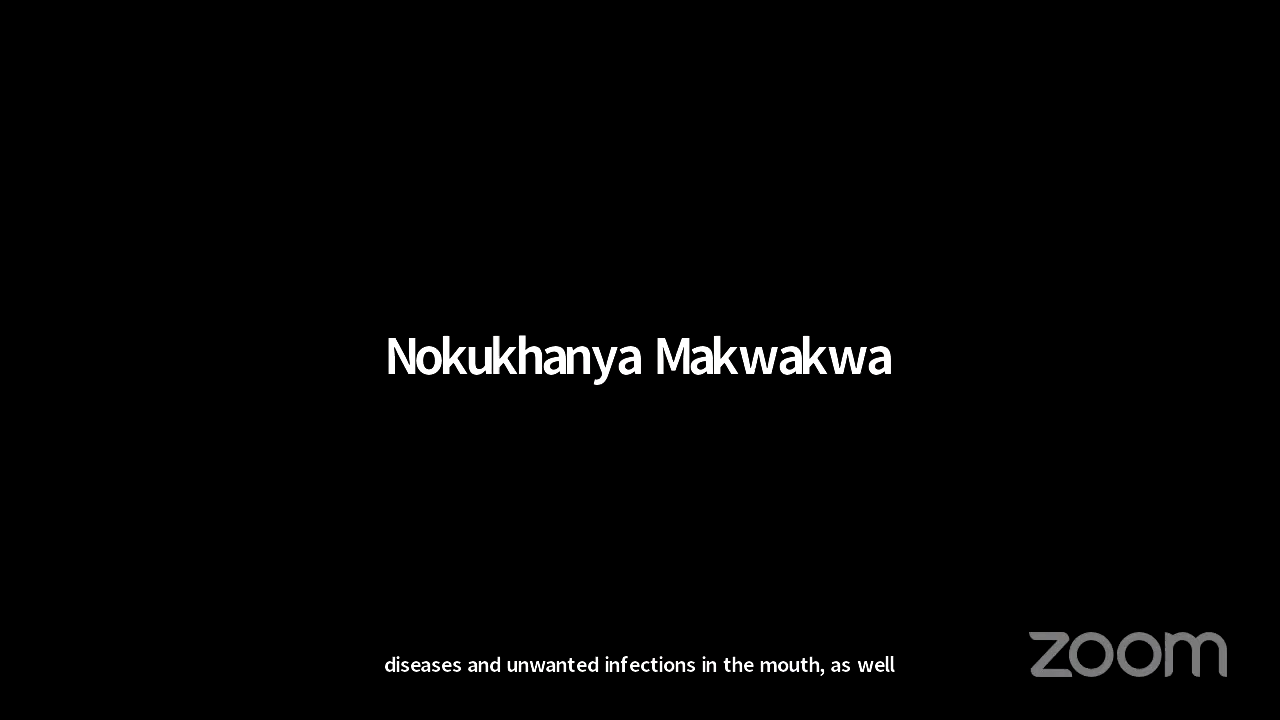 Nokukhanya Makwakwa
diseases and unwanted infections in the mouth, as well
zoom